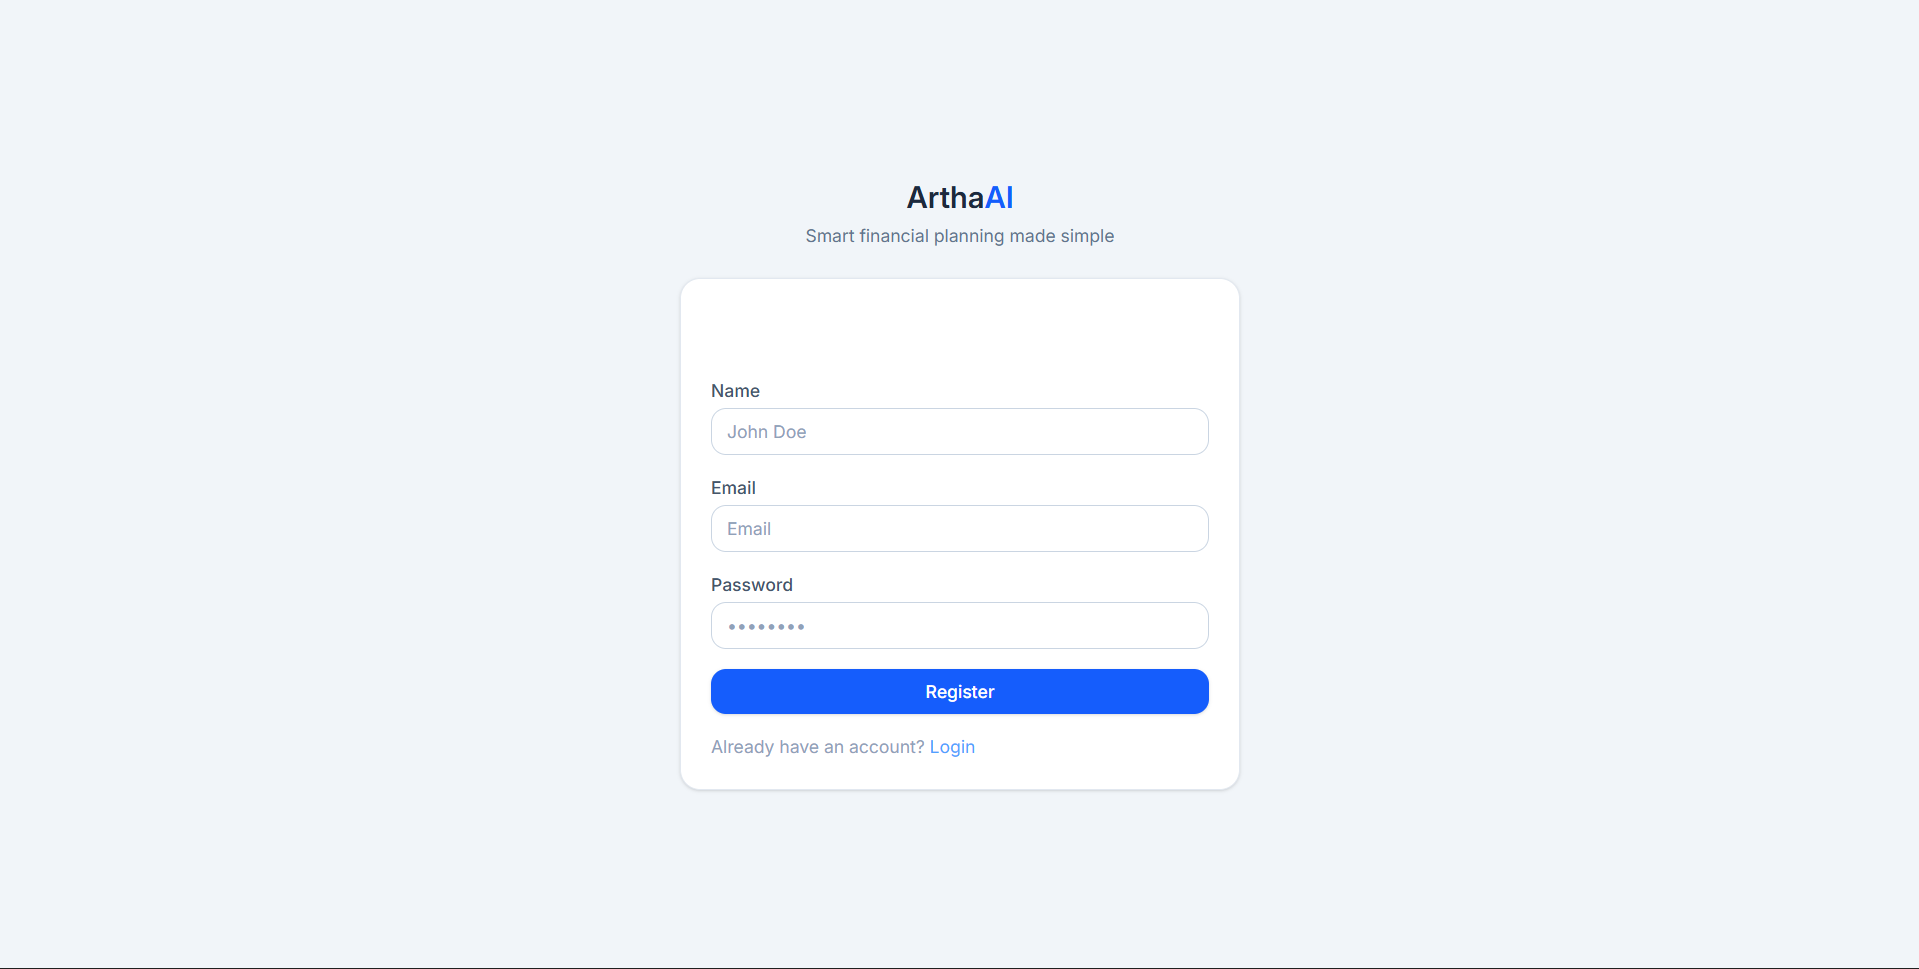 ArthaAI
Smart financial planning made simple
Name
John Doe
Email
Email
Password
••••••••
Register
Already have an account? Login